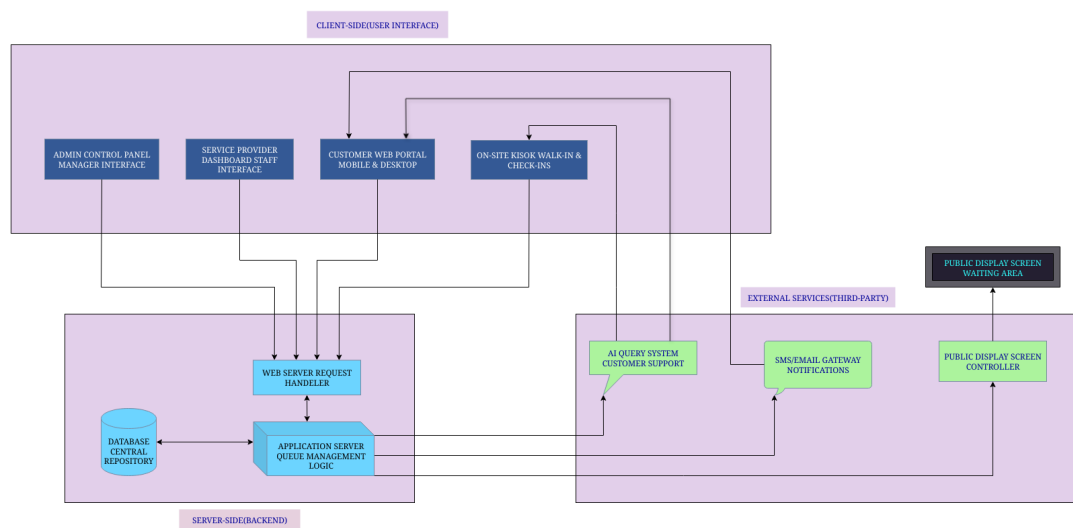 CLIENT-SIDE(USER INTERFACE)
ADMIN CONTROL PANEL
MANAGER INTERFACE
SERVICE PROVIDER
DASHBOARD STAFF
INTERFACE
CUSTOMER WEB PORTAL
MOBILE & DESKTOP
ON-SITE KISOK WALK-IN &
CHECK-INS
PUBLIC DISPLAY SCREEN
WAITING AREA
EXTERNAL SERVICES(THIRD-PARTY)
AI QUERY SYSTEM
CUSTOMER SUPPORT
SMS/EMAIL GATEWAY
NOTIFICATIONS
PUBLIC DISPLAY SCREEN
CONTROLLER
WEB SERVER REQUEST
HANDELER
DATABASE
CENTRAL
REPOSITORY
APPLICATION SERVER
QUEUE MANAGEMENT
LOGIC
SERVER-SIDE(BACKEND)